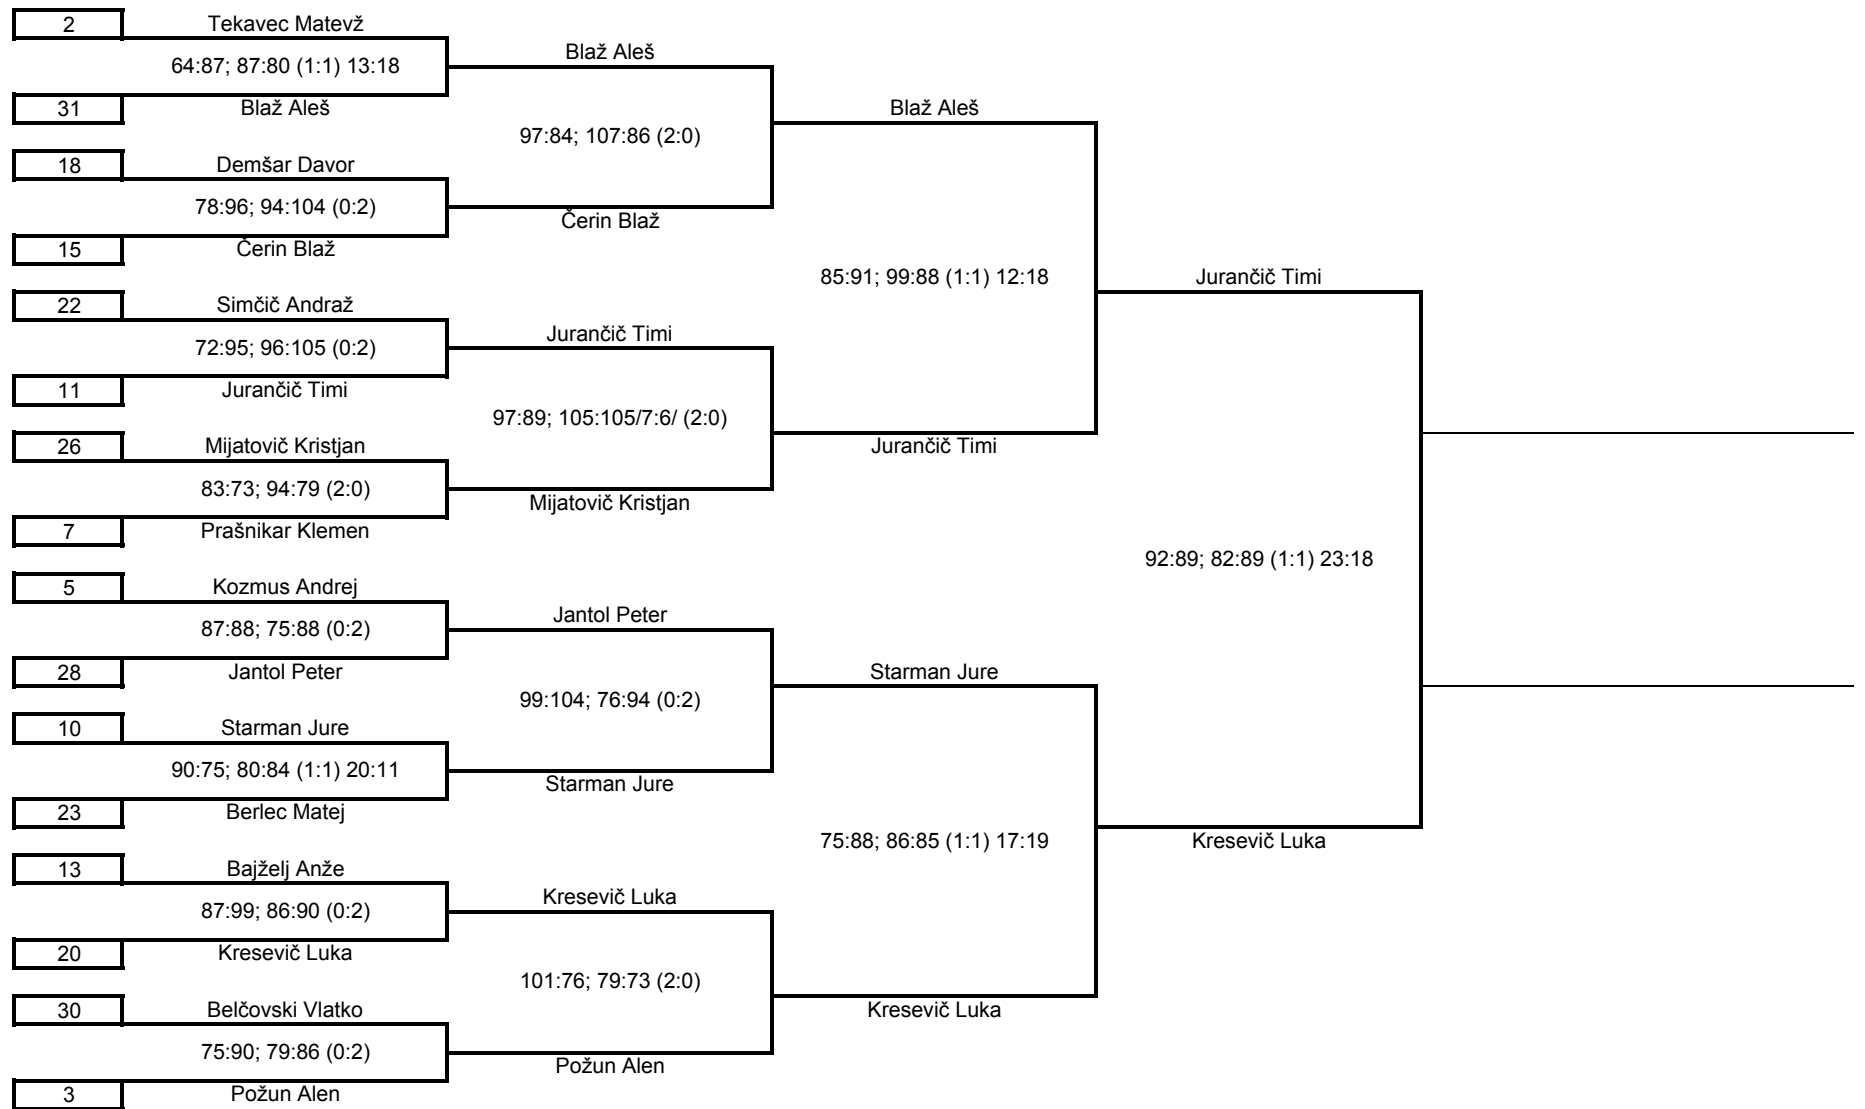 2 Tekavec Matevž
64:87; 87:80 (1:1) 13:18
31 Blaž Aleš
18 Demšar Davor
78:96; 94:104 (0:2)
15 Čerin Blaž
22 Simčič Andraž
72:95; 96:105 (0:2)
11 Jurančič Timi
26 Mijatovič Kristjan
83:73; 94:79 (2:0)
7 Prašnikar Klemen
5 Kozmus Andrej
87:88; 75:88 (0:2)
28 Jantol Peter
10 Starman Jure
90:75; 80:84 (1:1) 20:11
23 Berlec Matej
13 Bajželj Anže
87:99; 86:90 (0:2)
20 Kresevič Luka
30 Belčovski Vlatko
75:90; 79:86 (0:2)
3 Požun Alen
Blaž Aleš
97:84; 107:86 (2:0)
Čerin Blaž
Jurančič Timi
97:89; 105:105/7:6/ (2:0)
Mijatovič Kristjan
Jantol Peter
99:104; 76:94 (0:2)
Starman Jure
Kresevič Luka
101:76; 79:73 (2:0)
Požun Alen
Blaž Aleš
85:91; 99:88 (1:1) 12:18
Jurančič Timi
Starman Jure
75:88; 86:85 (1:1) 17:19
Kresevič Luka
Jurančič Timi
92:89; 82:89 (1:1) 23:18
Kresevič Luka